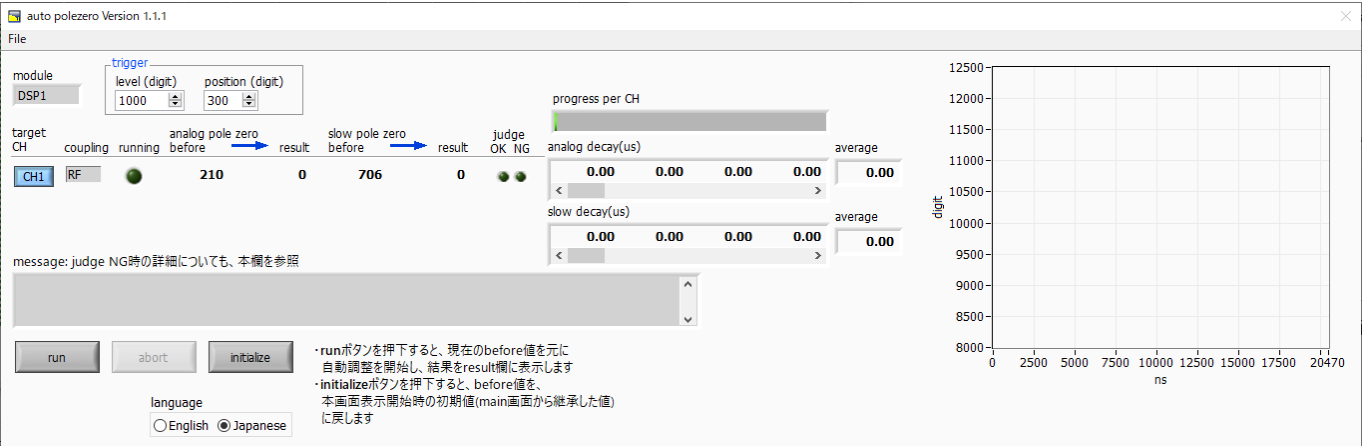 auto polezero Version 1.1.1
File
module
DSP1
trigger
level (digit) position (digit)
1000 300
target
CH coupling running
analog pole zero
before result
slow pole zero
before result
judge
OK NG
CH1 RF 210 0 706 0
progress per CH
analog decay(us) average
0.00 0.00 0.00 0.00 0.00
slow decay(us) average
0.00 0.00 0.00 0.00 0.00
message: judge NG時の詳細についても、本欄を参照
run abort initialize
・runボタンを押下すると、現在のbefore値を元に
自動調整を開始し、結果をresult欄に表示します
・initializeボタンを押下すると、before値を、
本画面表示開始時の初期値(main画面から継承した値)
に戻します
language
English Japanese
digit
12500
12000
11500
11000
10500
10000
9500
9000
8500
8000
0 2500 5000 7500 10000 12500 15000 17500 20470
ns